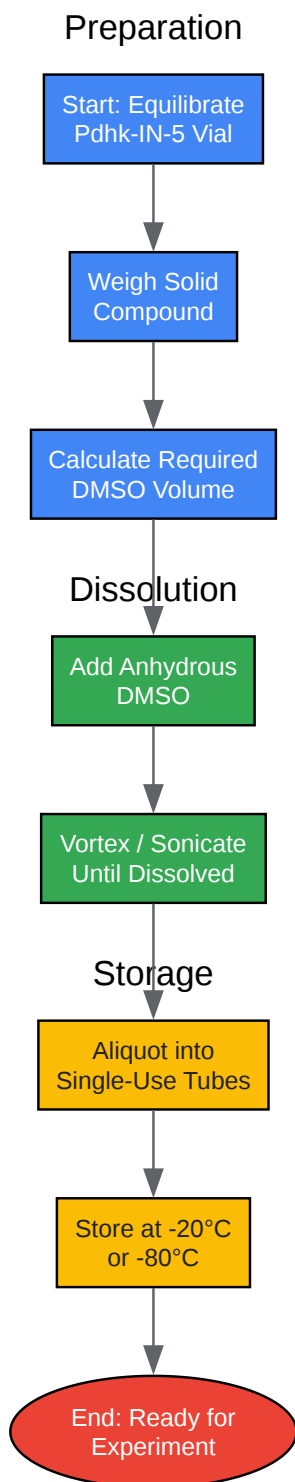 Preparation
Start: Equilibrate
Pdhk-IN-5 Vial
Weigh Solid
Compound
Calculate Required
DMSO Volume
Dissolution
Add Anhydrous
DMSO
Vortex / Sonicate
Until Dissolved
Storage
Aliquot into
Single-Use Tubes
Store at -20°C
or -80°C
End: Ready for
Experiment